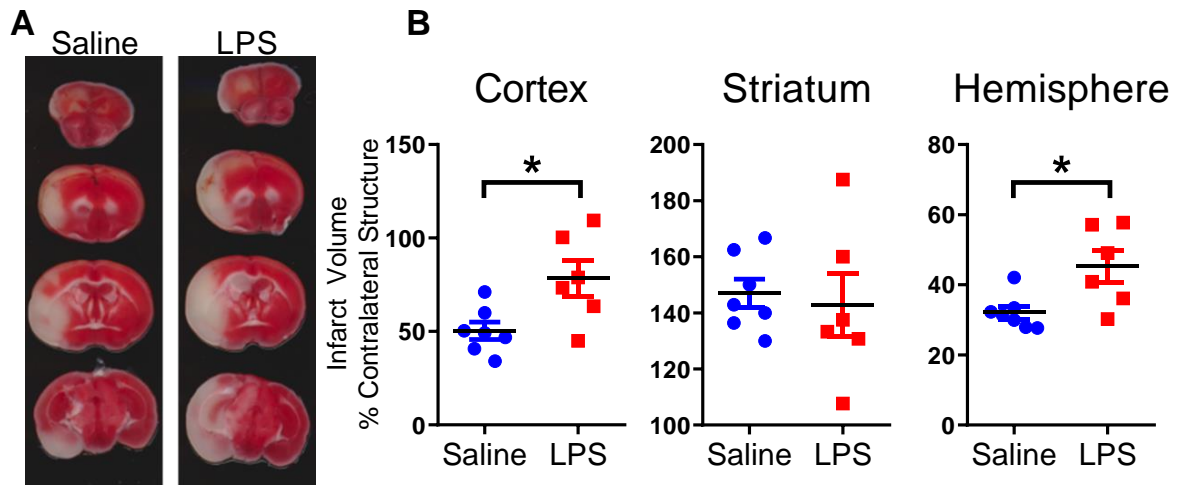 A
Saline
LPS
B
Infarct Volume
% Contralateral Structure
Cortex
150
100
50
0
*
Saline
LPS
Striatum
200
180
160
140
120
100
Saline
LPS
Hemisphere
80
60
40
20
0
*
Saline
LPS